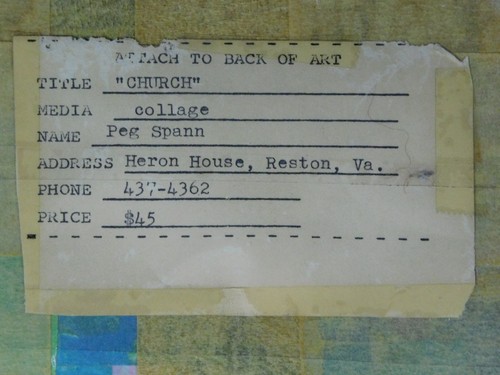 ATTACH TO BACK OF ART
TITLE "CHURCH"
MEDIA collage
NAME Peg Spann
ADDRESS Heron House, Reston, Va.
PHONE 437-4362
PRICE $45